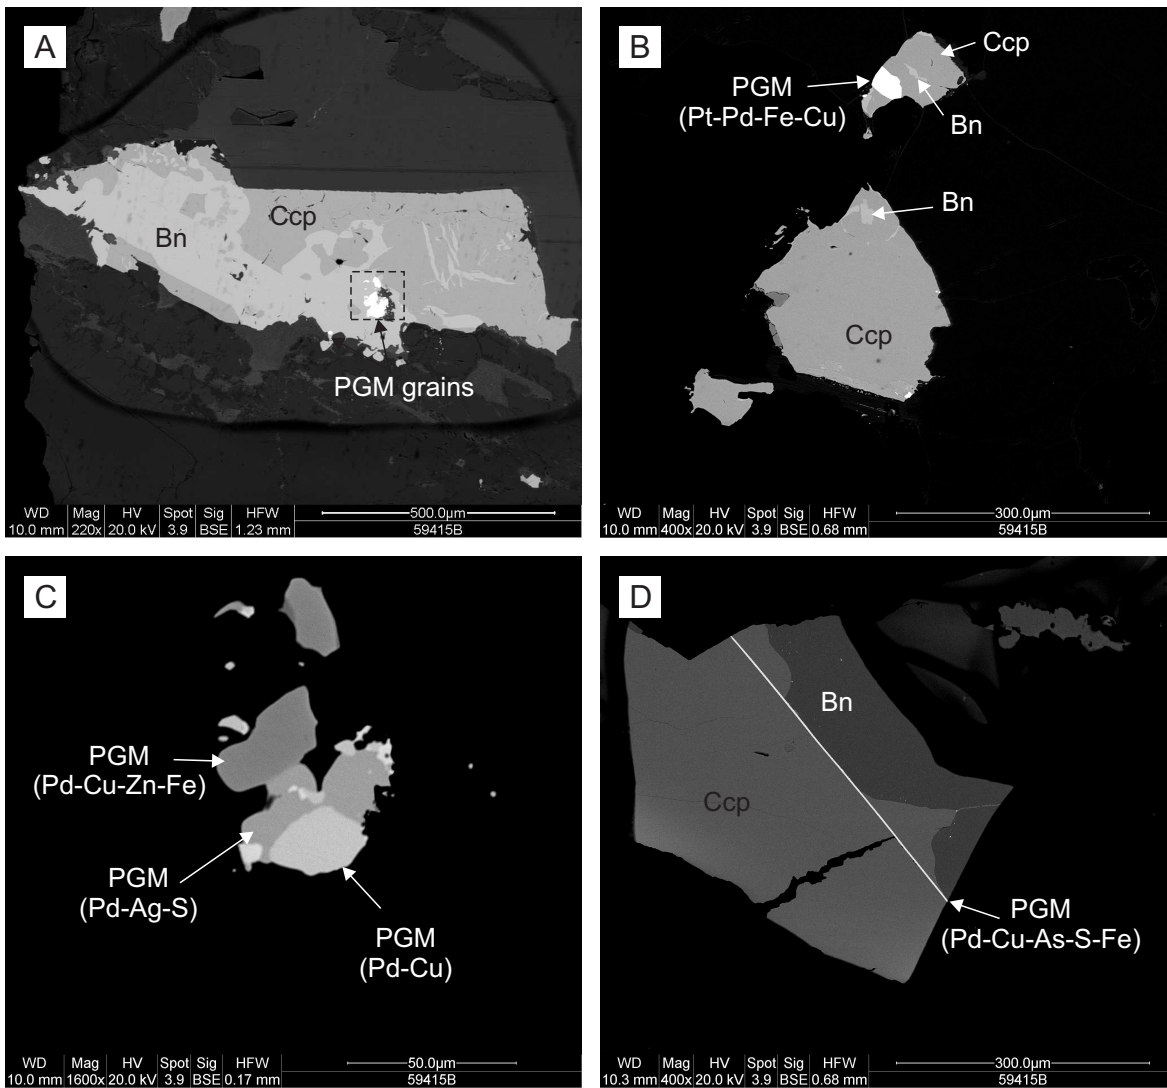 A
Bn
Ccp
PGM grains
WD Mag HV Spot Sig HFW 500.0µm
10.0 mm 220x 20.0 kV 3.9 BSE 1.23 mm 59415B
B
Ccp
PGM
(Pt-Pd-Fe-Cu)
Bn
Bn
Ccp
WD Mag HV Spot Sig HFW 300.0µm
10.0 mm 400x 20.0 kV 3.9 BSE 0.68 mm 59415B
C
PGM
(Pd-Cu-Zn-Fe)
PGM
(Pd-Ag-S)
PGM
(Pd-Cu)
WD Mag HV Spot Sig HFW 50.0µm
10.0 mm 1600x 20.0 kV 3.9 BSE 0.17 mm 59415B
D
Bn
Ccp
PGM
(Pd-Cu-As-S-Fe)
WD Mag HV Spot Sig HFW 300.0µm
10.3 mm 400x 20.0 kV 3.9 BSE 0.68 mm 59415B